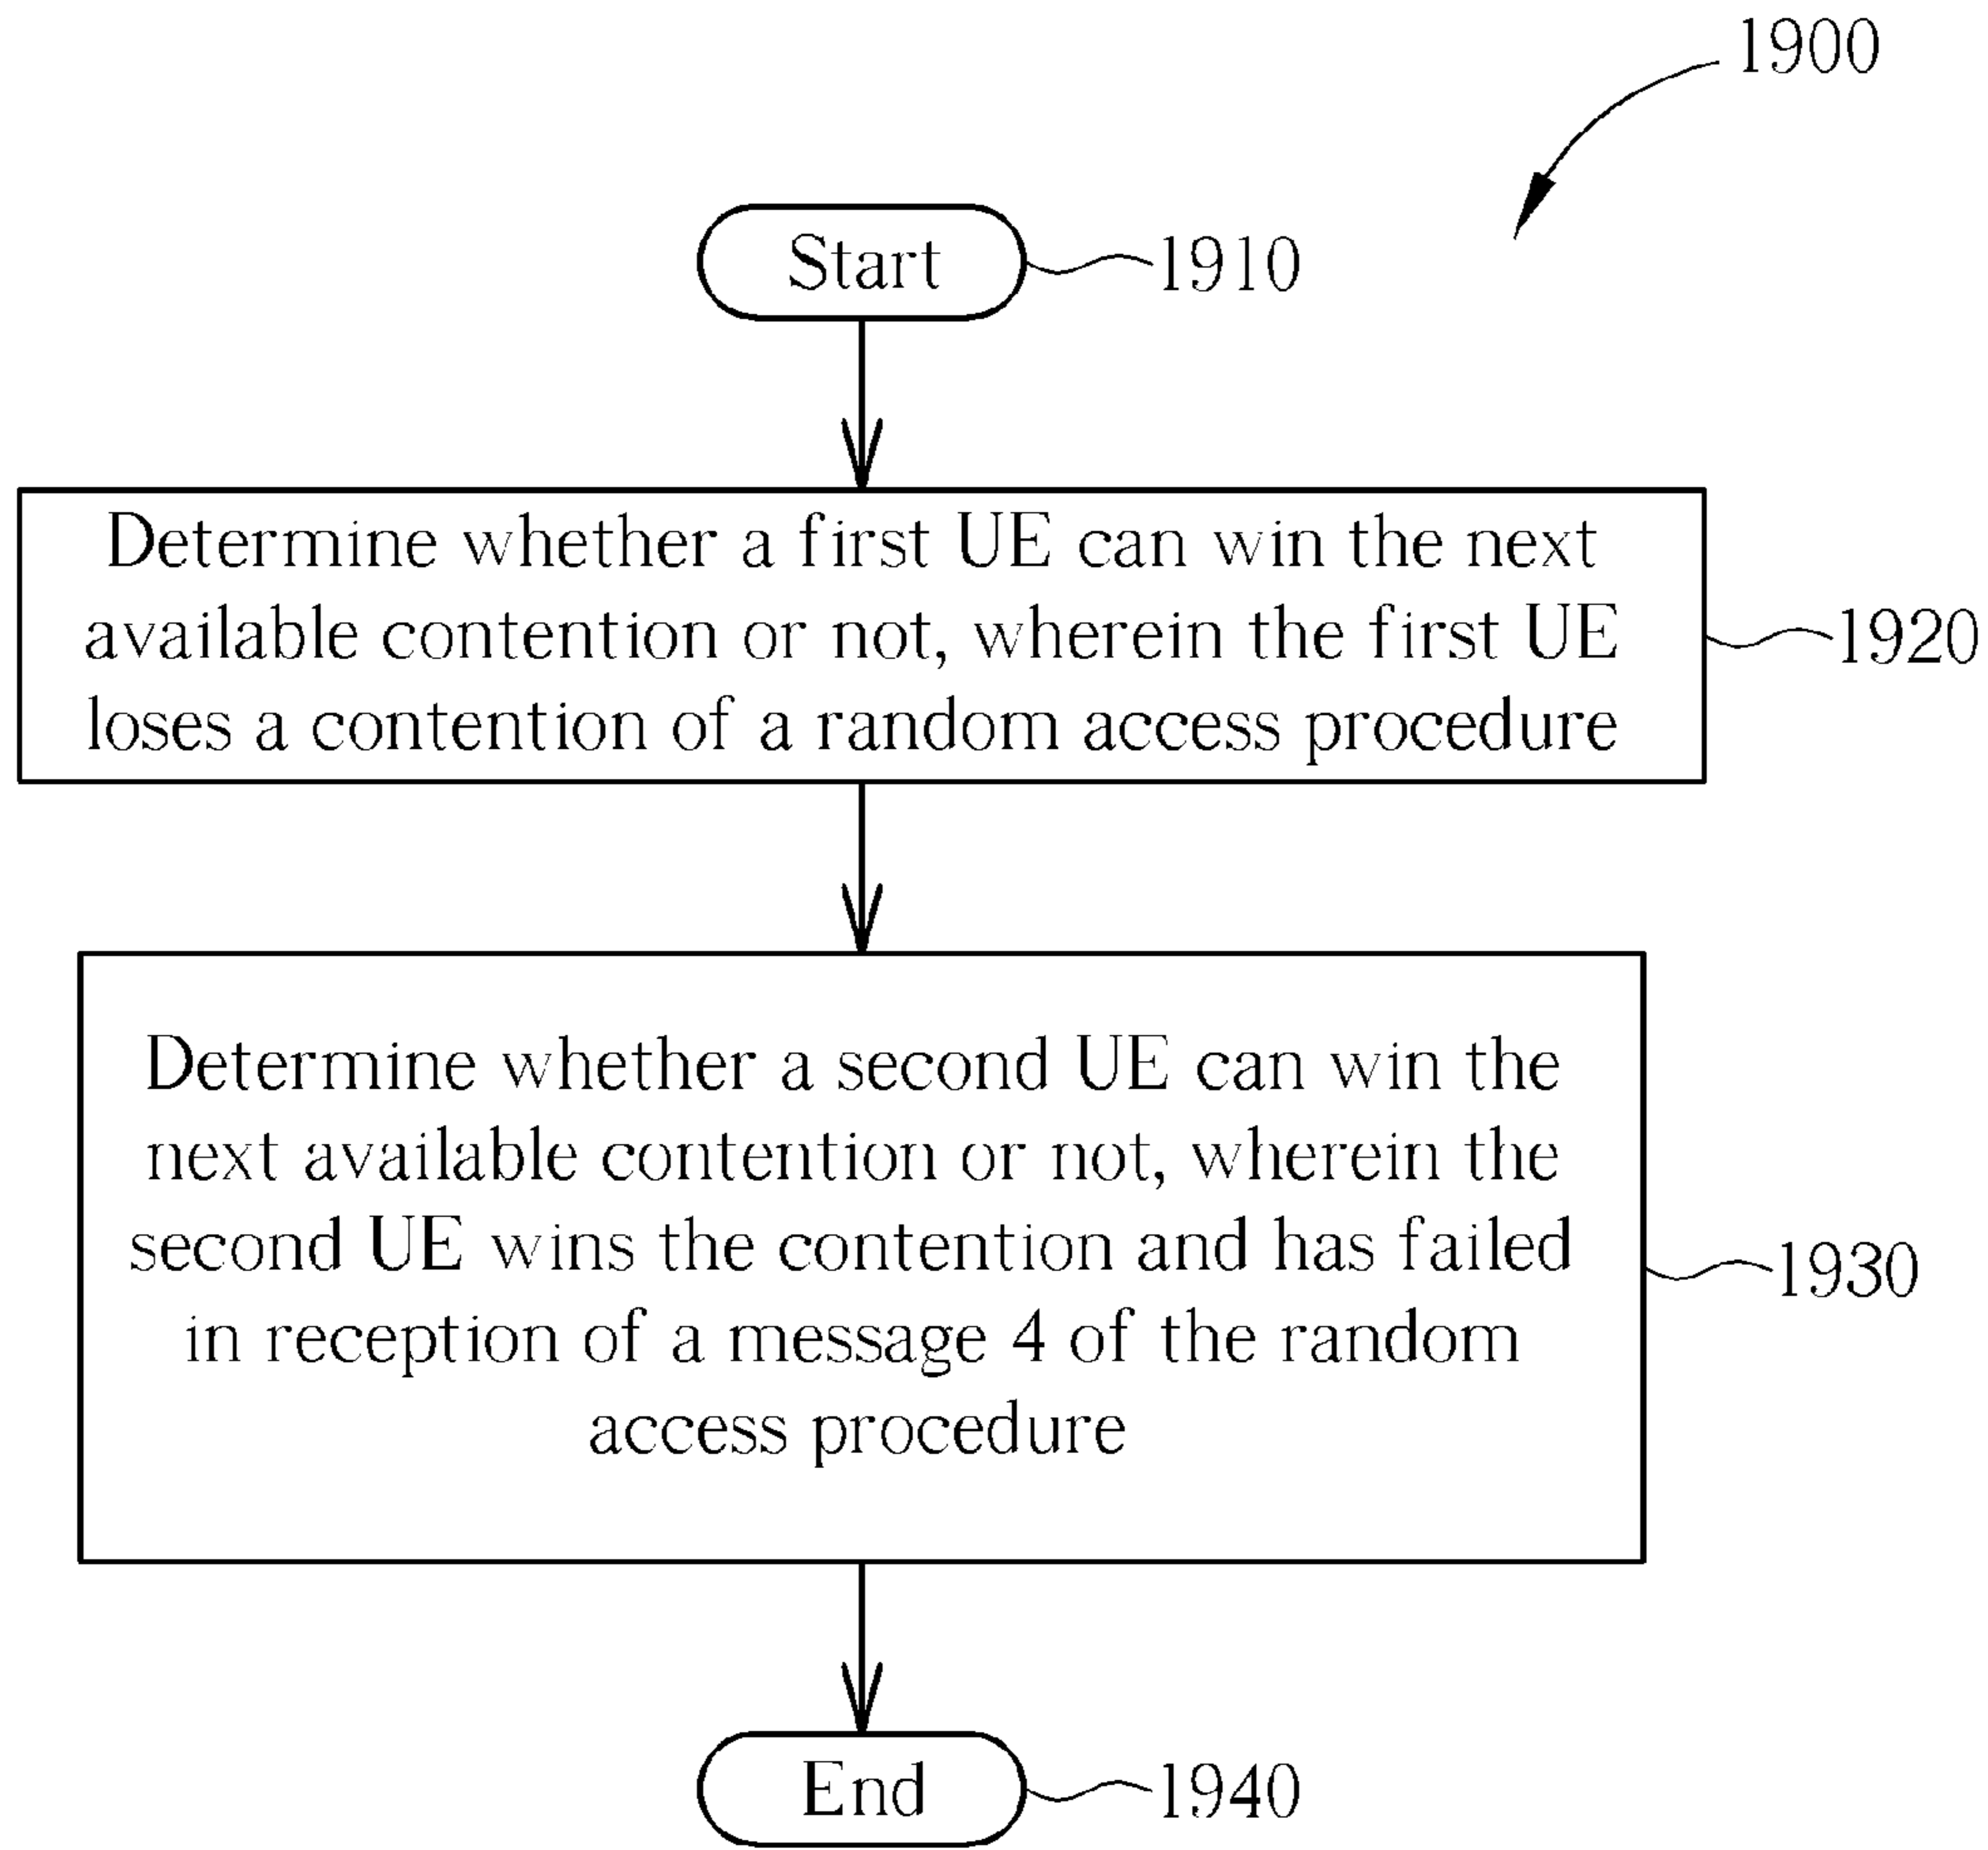 1900
Start
1910
Determine whether a first UE can win the next
available contention or not, wherein the first UE
loses a contention of a random access procedure
1920
Determine whether a second UE can win the
next available contention or not, wherein the
second UE wins the contention and has failed
in reception of a message 4 of the random
access procedure
1930
End
1940